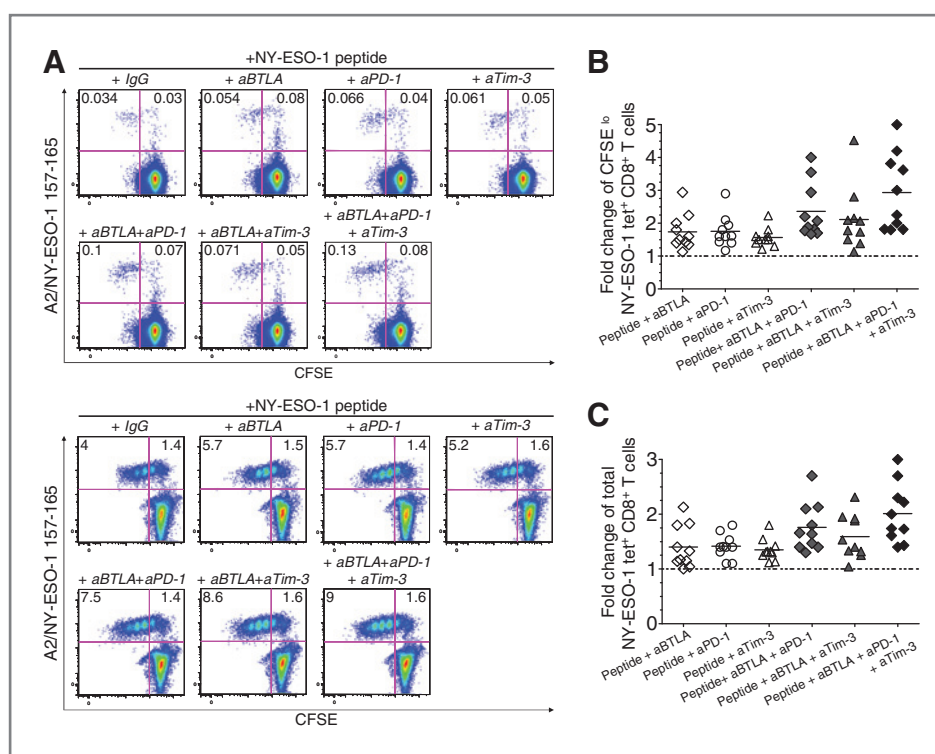 A
+NY-ESO-1 peptide
+ IgG
+ aBTLA
+ aPD-1
+ aTim-3
0.034 0.03
0.054 0.08
0.066 0.04
0.061 0.05
+ aBTLA+aPD-1
+ aBTLA+aTim-3
+ aBTLA+aPD-1
+ aTim-3
0.1 0.07
0.071 0.05
0.13 0.08
A2/NY-ESO-1 157-165
CFSE
+NY-ESO-1 peptide
+ IgG
+ aBTLA
+ aPD-1
+ aTim-3
4 1.4
5.7 1.5
5.7 1.4
5.2 1.6
+ aBTLA+aPD-1
+ aBTLA+aTim-3
+ aBTLA+aPD-1
+aTim-3
7.5 1.4
8.6 1.6
9 1.6
A2/NY-ESO-1 157-165
CFSE
B
Fold change of CFSE lo
NY-ESO-1 tet+ CD8+ T cells
5
4
3
2
1
0
Peptide + aBTLA
Peptide + aPD-1
Peptide + aTim-3
Peptide+ aBTLA + aPD-1
Peptide + aBTLA + aTim-3
Peptide + aBTLA + aPD-1
+ aTim-3
C
Fold change of total
NY-ESO-1 tet+ CD8+ T cells
3
2
1
0
Peptide + aBTLA
Peptide + aPD-1
Peptide + aTim-3
Peptide+ aBTLA + aPD-1
Peptide + aBTLA + aTim-3
Peptide + aBTLA + aPD-1
+ aTim-3